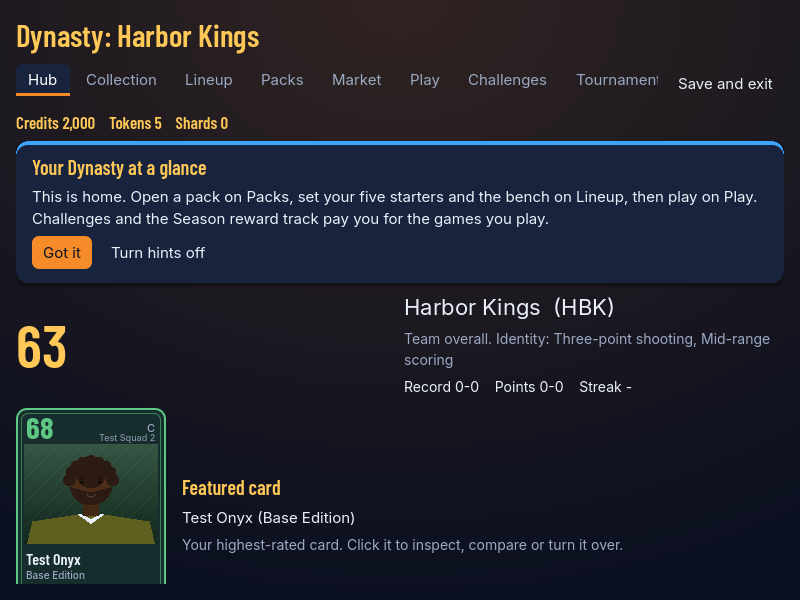 Dynasty: Harbor Kings
Hub Collection Lineup Packs Market Play Challenges Tournament Save and exit
Credits 2,000 Tokens 5 Shards 0
Your Dynasty at a glance
This is home. Open a pack on Packs, set your five starters and the bench on Lineup, then play on Play.
Challenges and the Season reward track pay you for the games you play.
Got it Turn hints off
63
Harbor Kings (HBK)
Team overall. Identity: Three-point shooting, Mid-range
scoring
Record 0-0 Points 0-0 Streak -
68
C
Test Squad 2
Test Onyx
Base Edition
Featured card
Test Onyx (Base Edition)
Your highest-rated card. Click it to inspect, compare or turn it over.